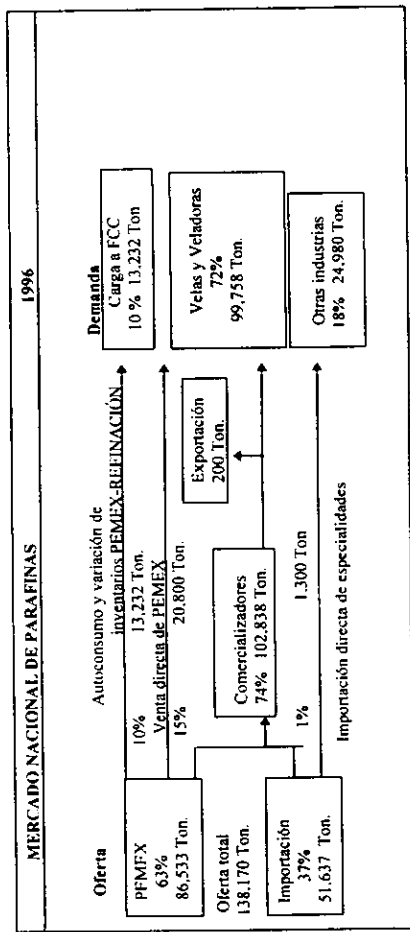 MERCADO NACIONAL DE PARAFINAS
1996
Oferta
Demanda
PEMEX
63%
86,533 Ton.
Oferta total
138.170 Ton.
Importación
37%
51.637 Ton.
Autoconsumo y variación de
inventarios PEMEX-REFINACIÓN
10% 13,232 Ton.
Venta directa de PEMEX
15% 20.800 Ton.
Comercializadores
74% 102.838 Ton.
Exportación
200 Ton.
1% 1.300 Ton
Importación directa de especialidades
Carga a FCC
10 % 13,232 Ton
Velas y Veladoras
72%
99,758 Ton.
Otras industrias
18% 24,980 Ton.